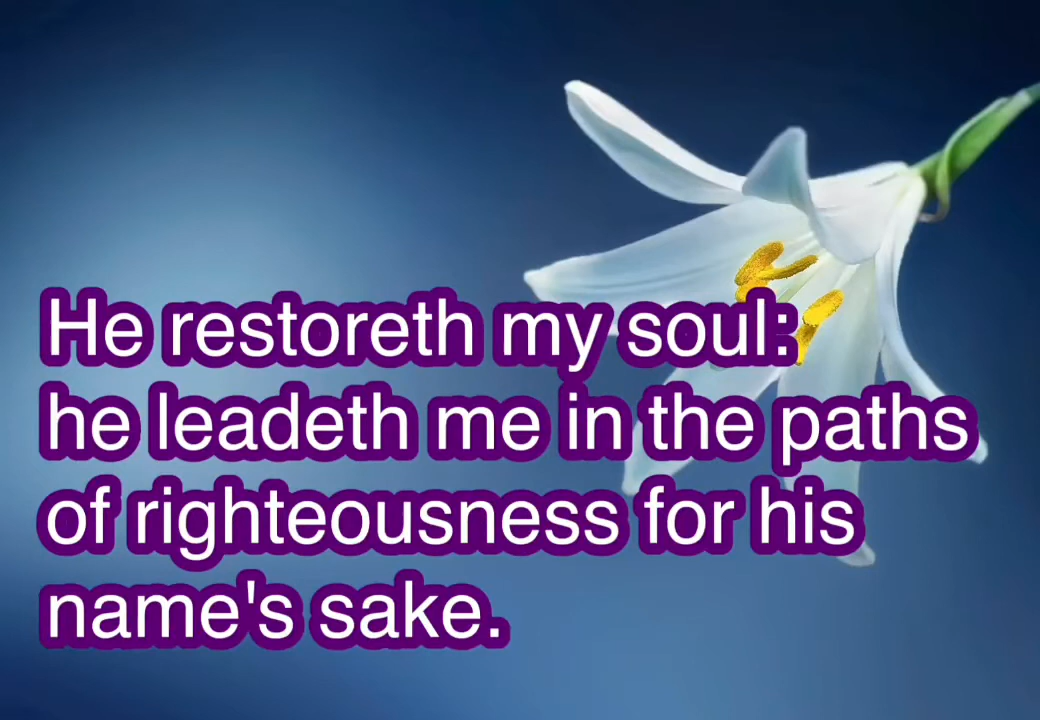 He restoreth my soul:
he leadeth me in the paths
of righteousness for his
name's sake.